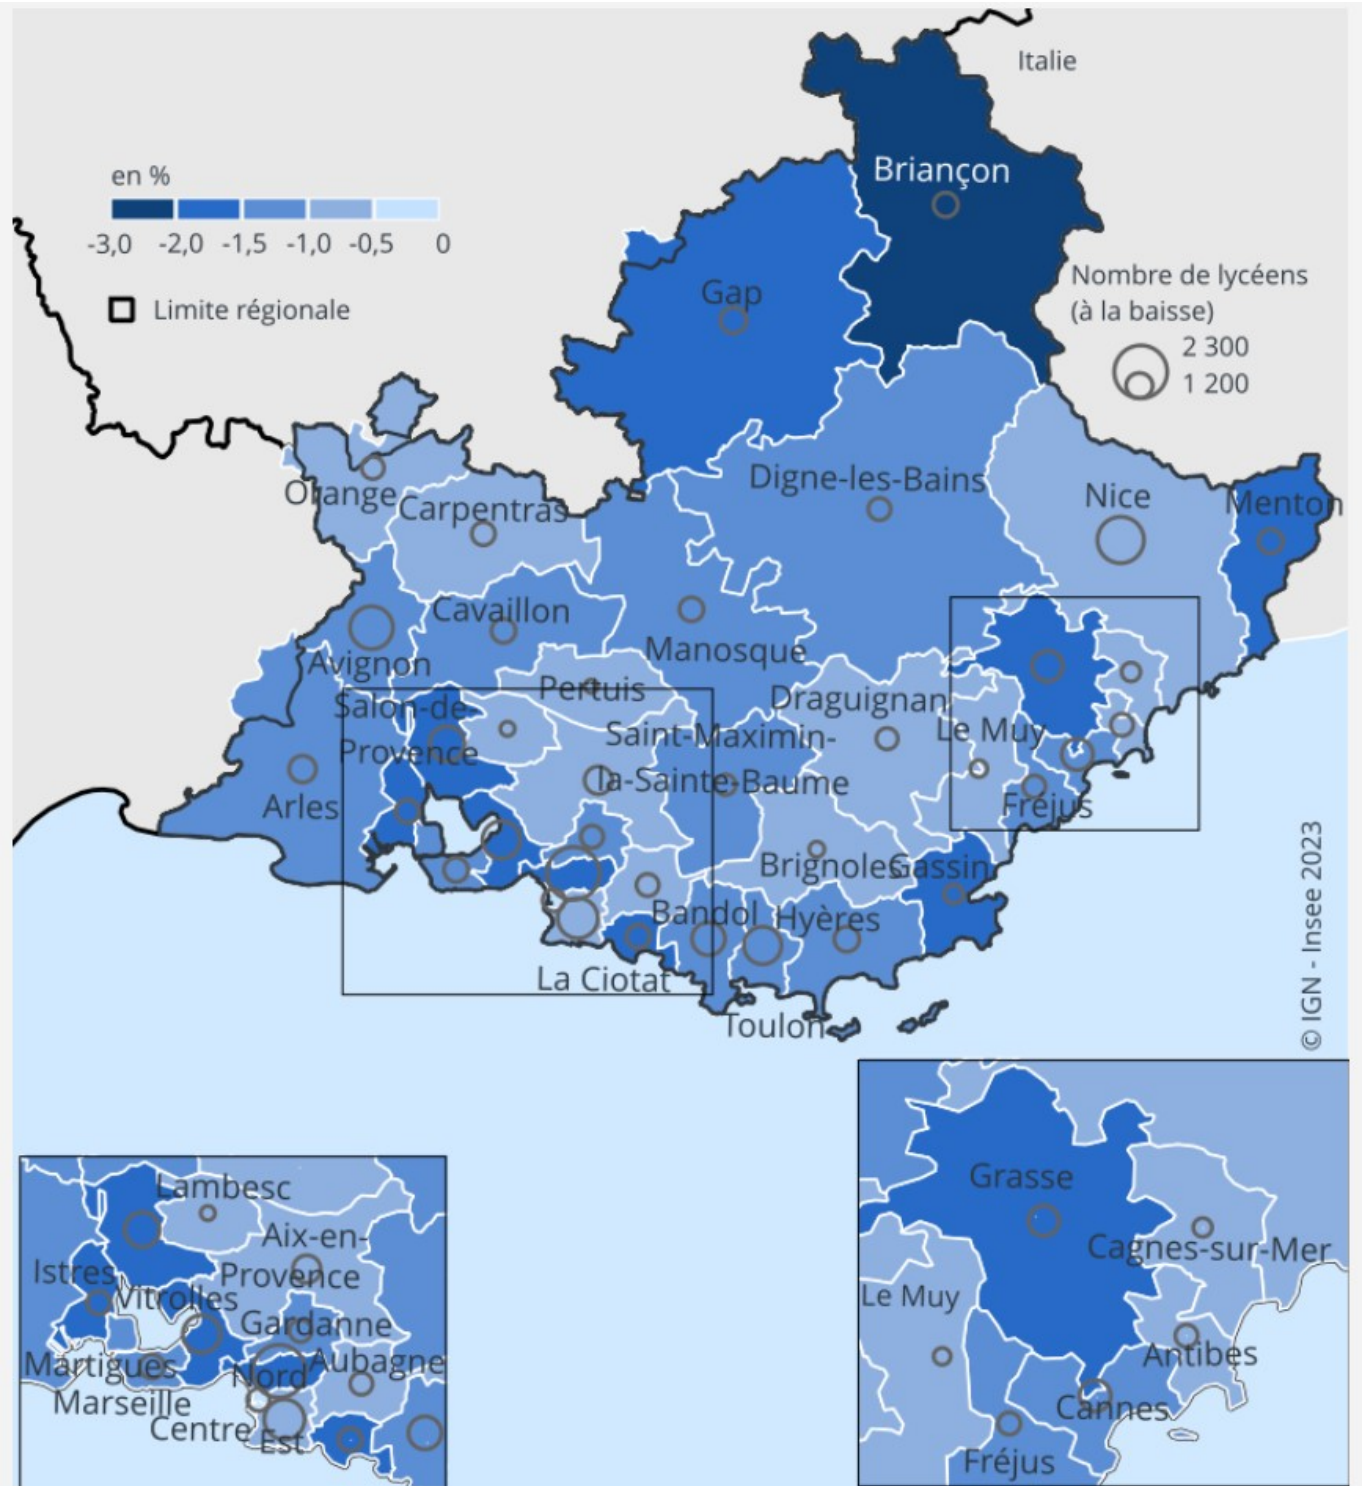 Italie
en %
-3,0 -2,0 -1,5 -1,0 -0,5 0
Limite régionale
Briançon
Nombre de lycéens
(à la baisse)
2 300
1 200
Gap
Orange
Carpentras
Digne-les-Bains
Nice
Menton
Cavaillon
Avignon
Manosque
Pertuis
Salon-de-
Provence
Draguignan
Saint-Maximin-
la-Sainte-Baume
Le Muy
Arles
Fréjus
Brignoles
Gassin
Bandol
Hyères
La Ciotat
Toulon
© IGN - Insee 2023
Lambesc
Aix-en-
Provence
Istres
Vitrolles
Gardanne
Martigues
Nord
Aubagne
Marseille
Centre
Est
Grasse
Cagnes-sur-Mer
Le Muy
Antibes
Cannes
Fréjus